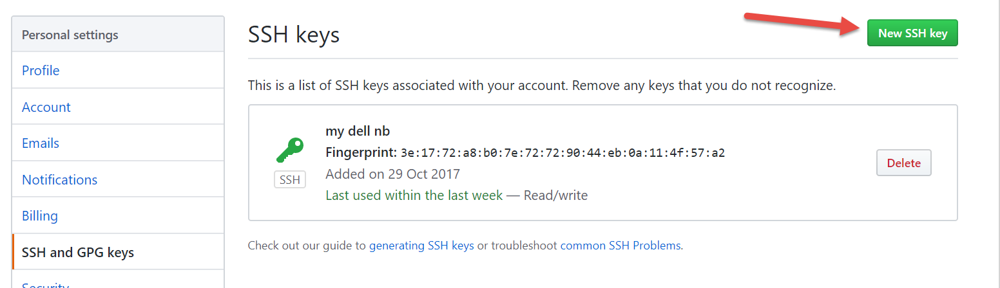 Personal settings
Profile
Account
Emails
Notifications
Billing
SSH and GPG keys
Security
SSH keys
New SSH key
This is a list of SSH keys associated with your account. Remove any keys that you do not recognize.
my dell nb
Fingerprint: 3e:17:72:a8:b0:7e:72:72:90:44:eb:0a:11:4f:57:a2
SSH
Added on 29 Oct 2017
Last used within the last week — Read/write
Delete
Check out our guide to generating SSH keys or troubleshoot common SSH Problems.